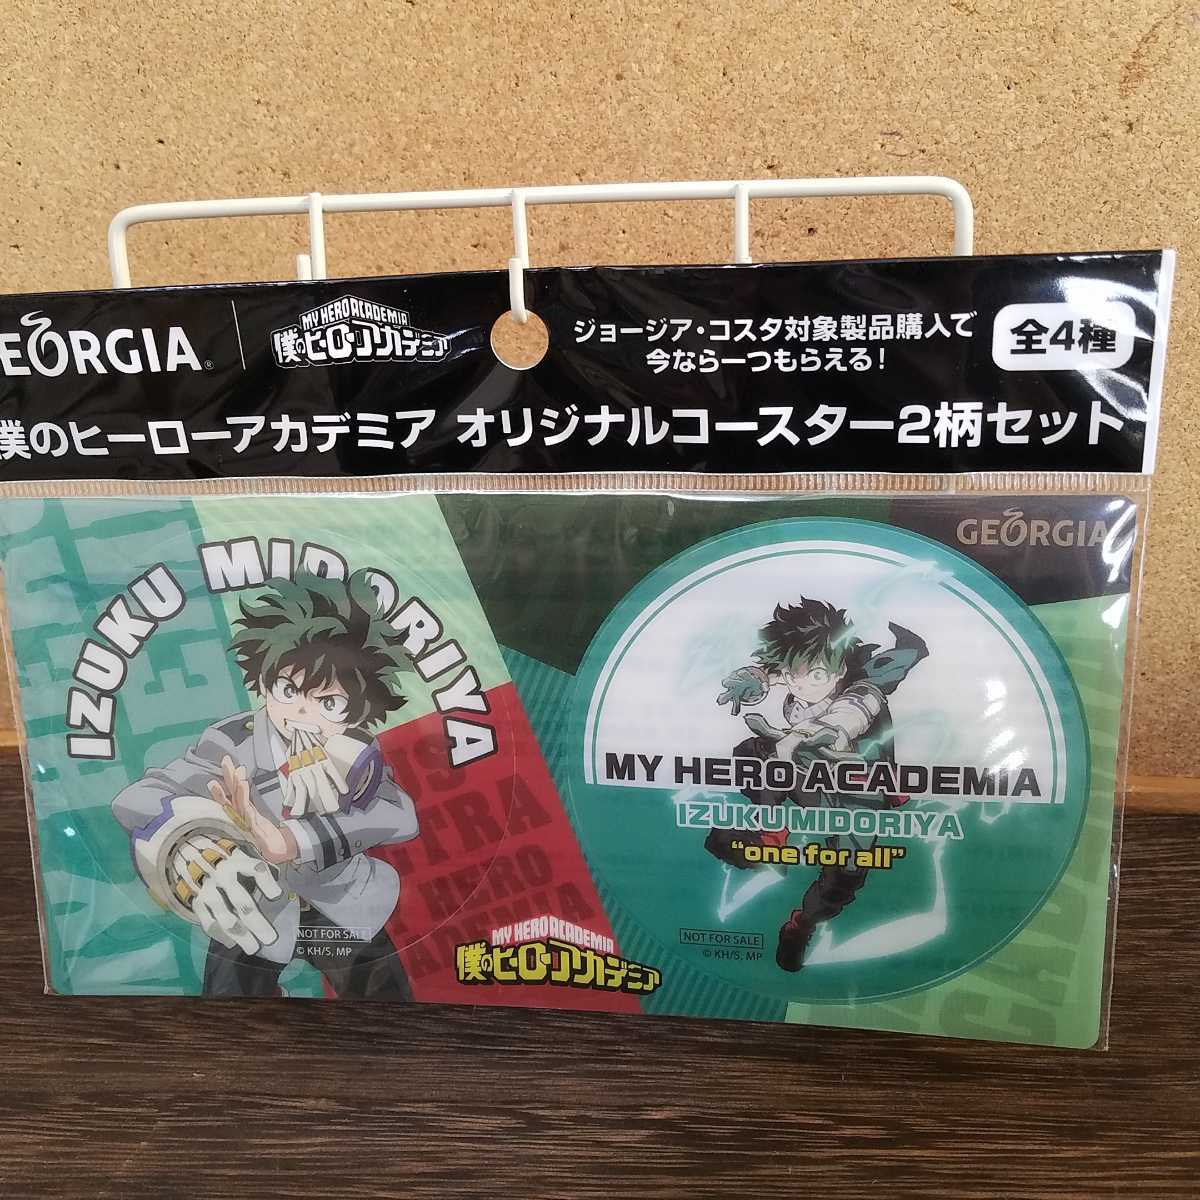 GEORGIA®
MY HERO ACADEMIA
僕のヒーローアカデミア
ジョージア・コスタ対象製品購入で
今なら一つもらえる!
全4種
僕のヒーローアカデミア オリジナルコースター2柄セット
IZUKU MIDORIYA
NOT FOR SALE
© KH/S, MP
MY HERO ACADEMIA
僕のヒーローアカデミア
GEORGIA
MY HERO ACADEMIA
IZUKU MIDORIYA
"one for all"
NOT FOR SALE
© KH/S, MP